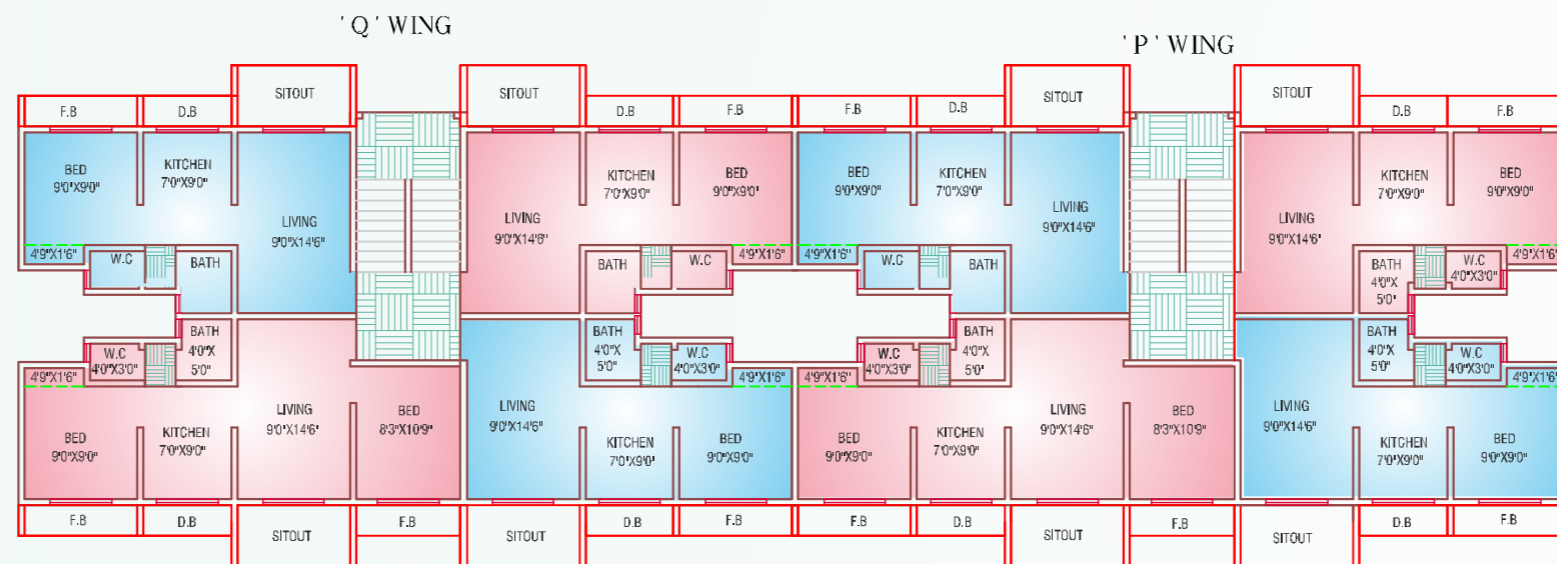 ' Q ' WING
' P ' WING
SITOUT SITOUT SITOUT SITOUT
F.B D.B D.B F.B F.B D.B D.B F.B
BED
9'0"X9'0"
KITCHEN
7'0"X9'0"
LIVING
9'0"X14'6"
4'9"X1'6"
W.C
BATH
LIVING
9'0"X14'6"
KITCHEN
7'0"X9'0"
BED
9'0"X9'0"
BATH
W.C
4'9"X1'6"
BED
9'0"X9'0"
KITCHEN
7'0"X9'0"
LIVING
9'0"X14'6"
4'9"X1'6"
W.C
BATH
LIVING
9'0"X14'6"
KITCHEN
7'0"X9'0"
BED
9'0"X9'0"
BATH
4'0"X
5'0"
W.C
4'0"X3'0"
4'9"X1'6"
BATH
4'0"X
5'0"
W.C
4'0"X3'0"
4'9"X1'6"
BED
9'0"X9'0"
KITCHEN
7'0"X9'0"
LIVING
9'0"X14'6"
BED
8'3"X10'9"
BATH
4'0"X
5'0"
W.C
4'0"X3'0"
4'9"X1'6"
LIVING
9'0"X14'6"
KITCHEN
7'0"X9'0"
BED
9'0"X9'0"
BATH
4'0"X
5'0"
W.C
4'0"X3'0"
4'9"X1'6"
BED
9'0"X9'0"
KITCHEN
7'0"X9'0"
LIVING
9'0"X14'6"
BED
8'3"X10'9"
BATH
4'0"X
5'0"
W.C
4'0"X3'0"
4'9"X1'6"
LIVING
9'0"X14'6"
KITCHEN
7'0"X9'0"
BED
9'0"X9'0"
F.B D.B F.B D.B F.B F.B D.B F.B D.B F.B
SITOUT SITOUT SITOUT SITOUT